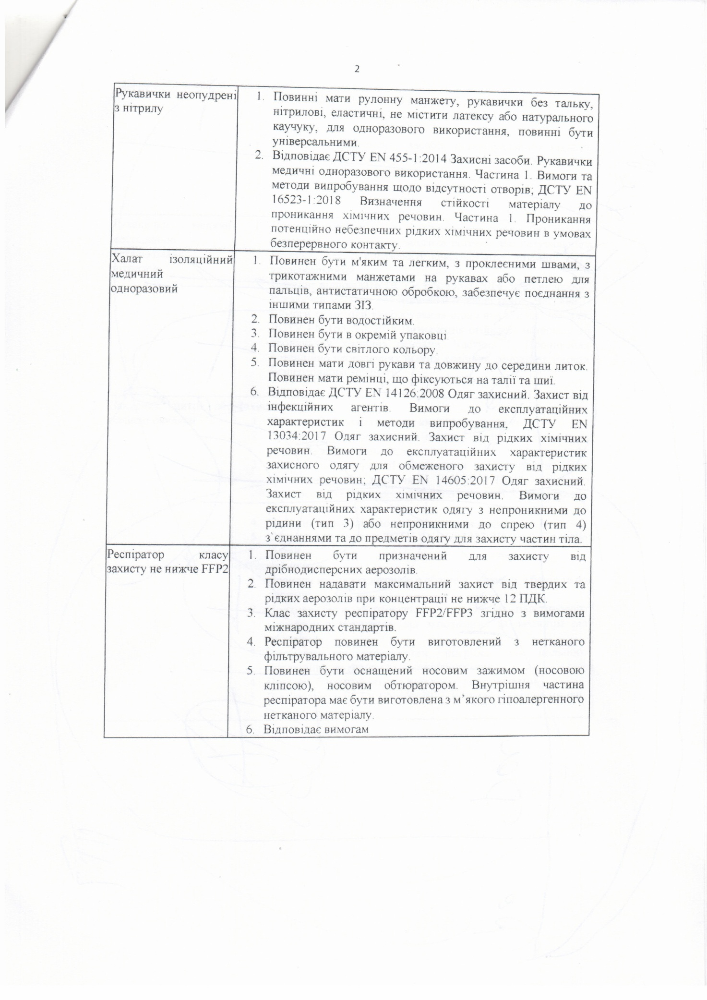 2
Рукавички неопудрені
з нітрилу
1. Повинні мати рулонну манжету, рукавички без тальку,
нітрилові, еластичні, не містити латексу або натурального
каучуку, для одноразового використання, повинні бути
універсальними.
2. Відповідає ДСТУ EN 455-1:2014 Захисні засоби. Рукавички
медичні одноразового використання. Частина 1. Вимоги та
методи випробування щодо відсутності отворів; ДСТУ EN
16523-1:2018 Визначення стійкості матеріалу до
проникання хімічних речовин. Частина 1. Проникання
потенційно небезпечних рідких хімічних речовин в умовах
безперервного контакту.
Халат ізоляційний
медичний
одноразовий
1. Повинен бути м'яким та легким, з проклеєними швами, з
трикотажними манжетами на рукавах або петлею для
пальців, антистатичною обробкою, забезпечує поєднання з
іншими типами ЗІЗ.
2. Повинен бути водостійким.
3. Повинен бути в окремій упаковці.
4. Повинен бути світлого кольору.
5. Повинен мати довгі рукави та довжину до середини литок.
Повинен мати ремінці, що фіксуються на талії та шиї.
6. Відповідає ДСТУ EN 14126:2008 Одяг захисний. Захист від
інфекційних агентів. Вимоги до експлуатаційних
характеристик і методи випробування, ДСТУ EN
13034:2017 Одяг захисний. Захист від рідких хімічних
речовин. Вимоги до експлуатаційних характеристик
захисного одягу для обмеженого захисту від рідких
хімічних речовин; ДСТУ EN 14605:2017 Одяг захисний.
Захист від рідких хімічних речовин. Вимоги до
експлуатаційних характеристик одягу з непроникними до
рідини (тип 3) або непроникними до спрею (тип 4)
з`єднаннями та до предметів одягу для захисту частин тіла.
Респіратор класу
захисту не нижче FFP2
1. Повинен бути призначений для захисту від
дрібнодисперсних аерозолів.
2. Повинен надавати максимальний захист від твердих та
рідких аерозолів при концентрації не нижче 12 ПДК.
3. Клас захисту респіратору FFP2/FFP3 згідно з вимогами
міжнародних стандартів.
4. Респіратор повинен бути виготовлений з нетканого
фільтрувального матеріалу.
5. Повинен бути оснащений носовим зажимом (носовою
кліпсою), носовим обтюратором. Внутрішня частина
респіратора має бути виготовлена з м’якого гіпоалергенного
нетканого матеріалу.
6. Відповідає вимогам